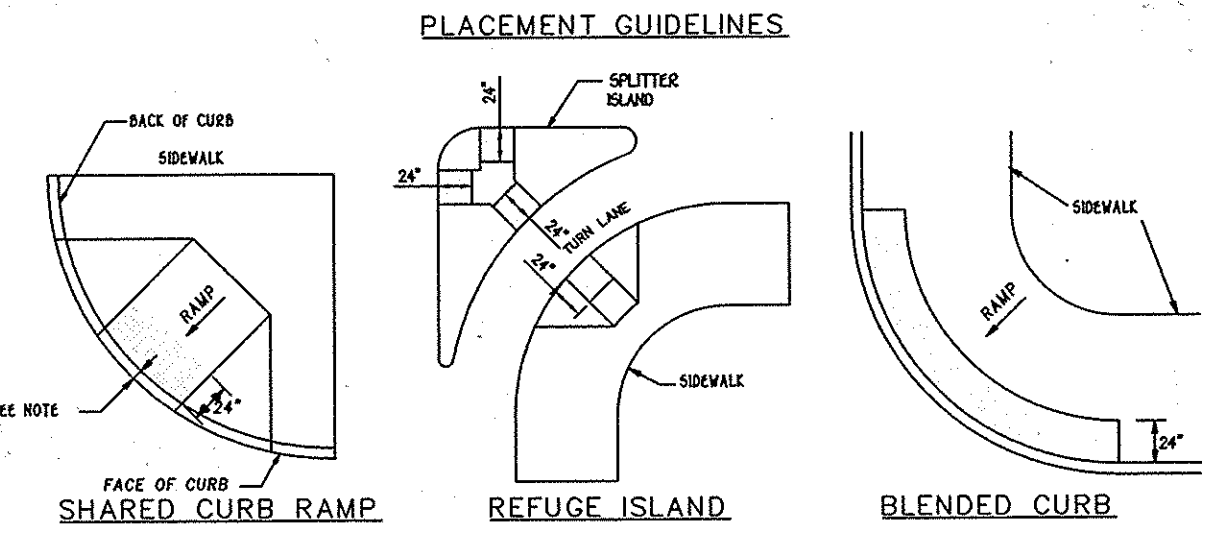 PLACEMENT GUIDELINES
BACK OF CURB
SIDEWALK
RAMP
24"
EE NOTE
FACE OF CURB
SHARED CURB RAMP
SPLITTER
ISLAND
24"
24"
24"
TURN LANE
24"
SIDEWALK
REFUGE ISLAND
SIDEWALK
RAMP
24"
BLENDED CURB